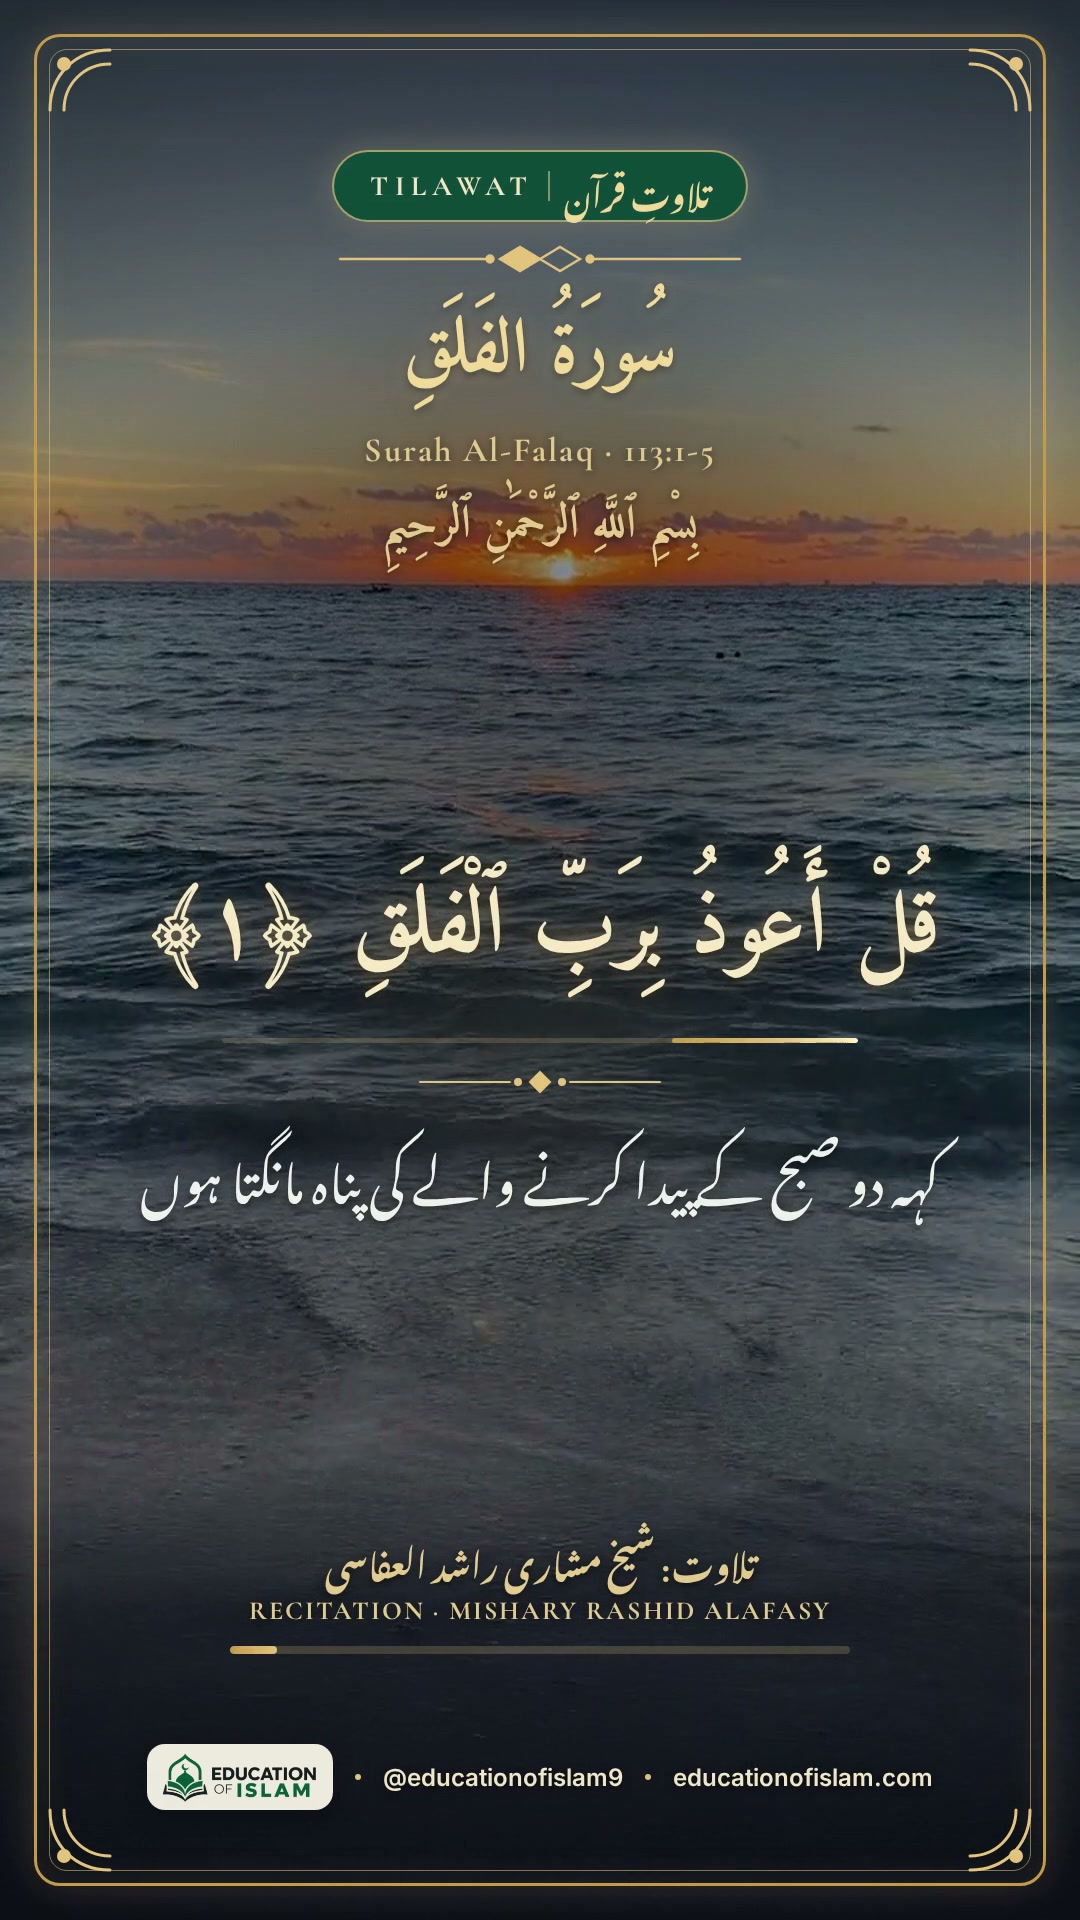 TILAWAT | تلاوتِ قرآن
سُورَةُ الفَلَقِ
Surah Al-Falaq · 113:1-5
بِسْمِ ٱللَّهِ ٱلرَّحْمَٰنِ ٱلرَّحِيمِ
قُلْ أَعُوذُ بِرَبِّ ٱلْفَلَقِ ﴿١﴾
کہہ دو صبح کے پیدا کرنے والے کی پناہ مانگتا ہوں
تلاوت: شیخ مشاری راشد العفاسی
RECITATION · MISHARY RASHID ALAFASY
EDUCATION OF ISLAM • @educationofislam9 • educationofislam.com